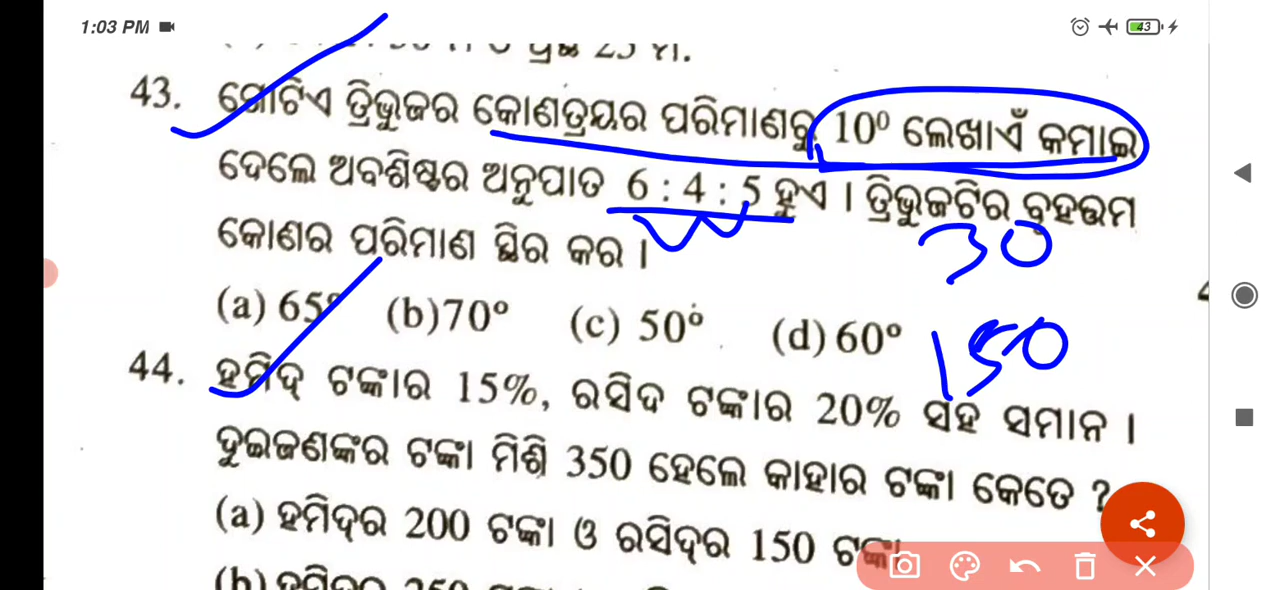 1:03 PM
43
43. ଗୋଟିଏ ତ୍ରିଭୁଜର କୋଣତ୍ରୟର ପରିମାଣରୁ 10⁰ ଲେଖାଏଁ କମାଇ
ଦେଲେ ଅବଶିଷ୍ଟର ଅନୁପାତ 6 : 4 : 5 ହୁଏ । ତ୍ରିଭୁଜଟିର ବୃହତ୍ତମ
କୋଣର ପରିମାଣ ସ୍ଥିର କର ।
30
(a) 65° (b) 70° (c) 50° (d) 60°
150
44. ହମିଦ୍ ଟଙ୍କାର 15%, ରସିଦ ଟଙ୍କାର 20% ସହ ସମାନ ।
ଦୁଇଜଣଙ୍କର ଟଙ୍କା ମିଶି 350 ହେଲେ କାହାର ଟଙ୍କା କେତେ ?
(a) ହମିଦ୍‌ର 200 ଟଙ୍କା ଓ ରସିଦ୍‌ର 150 ଟଙ୍କା